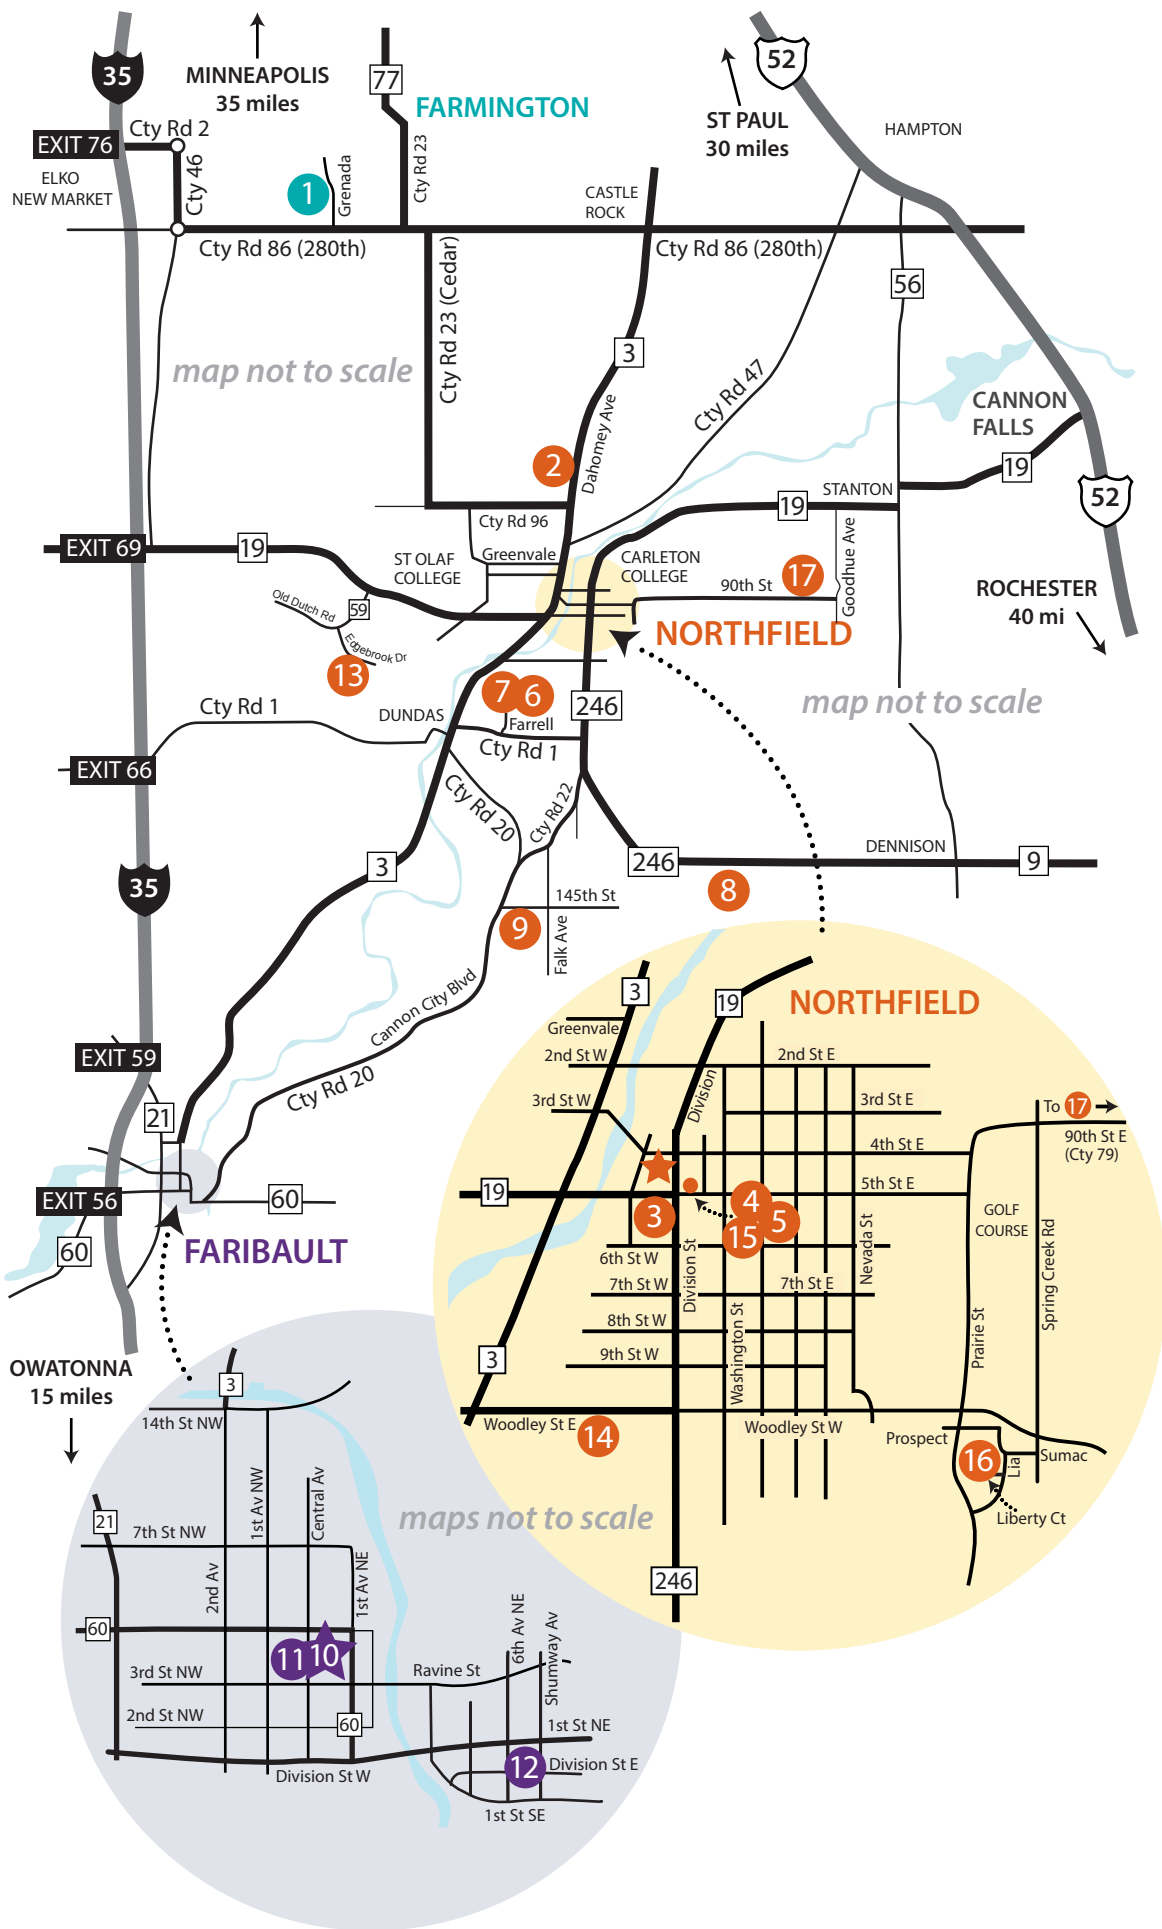 35
MINNEAPOLIS
35 miles
77
FARMINGTON
52
ST PAUL
30 miles
HAMPTON
EXIT 76
Cty Rd 2
ELKO
NEW MARKET
Cty 46
1
Grenada
Cty Rd 23
CASTLE
ROCK
Cty Rd 86 (280th)
Cty Rd 86 (280th)
Cty Rd 23 (Cedar)
56
3
map not to scale
Cty Rd 47
CANNON
FALLS
Dahomey Ave
2
19
52
STANTON
19
Cty Rd 96
Goodhue Ave
EXIT 69
19
ST OLAF
COLLEGE
Greenvale
CARLETON
COLLEGE
17
90th St
ROCHESTER
40 mi
Old Dutch Rd
59
Edgebrook Dr
13
NORTHFIELD
7
6
246
map not to scale
Cty Rd 1
DUNDAS
Farrell
Cty Rd 1
EXIT 66
Cty Rd 20
Cty Rd 22
3
246
DENNISON
9
35
8
145th St
9
Falk Ave
Cannon City Blvd
Cty Rd 20
EXIT 59
21
EXIT 56
60
60
FARIBAULT
OWATONNA
15 miles
3
19
NORTHFIELD
Greenvale
2nd St W
2nd St E
Division
3rd St W
3rd St E
To 17
90th St E
(Cty 79)
4th St E
19
5th St E
3
4
5
15
GOLF
COURSE
6th St W
Division St
Nevada St
Spring Creek Rd
7th St W
7th St E
8th St W
Washington St
Prairie St
9th St W
3
Woodley St E
14
Woodley St W
Prospect
16
Lia
Sumac
Liberty Ct
246
3
14th St NW
1st Av NW
Central Av
maps not to scale
21
7th St NW
2nd Av
1st Av NE
60
11
10
6th Av NE
Shumway Av
3rd St NW
Ravine St
2nd St NW
60
1st St NE
12
Division St E
Division St W
1st St SE